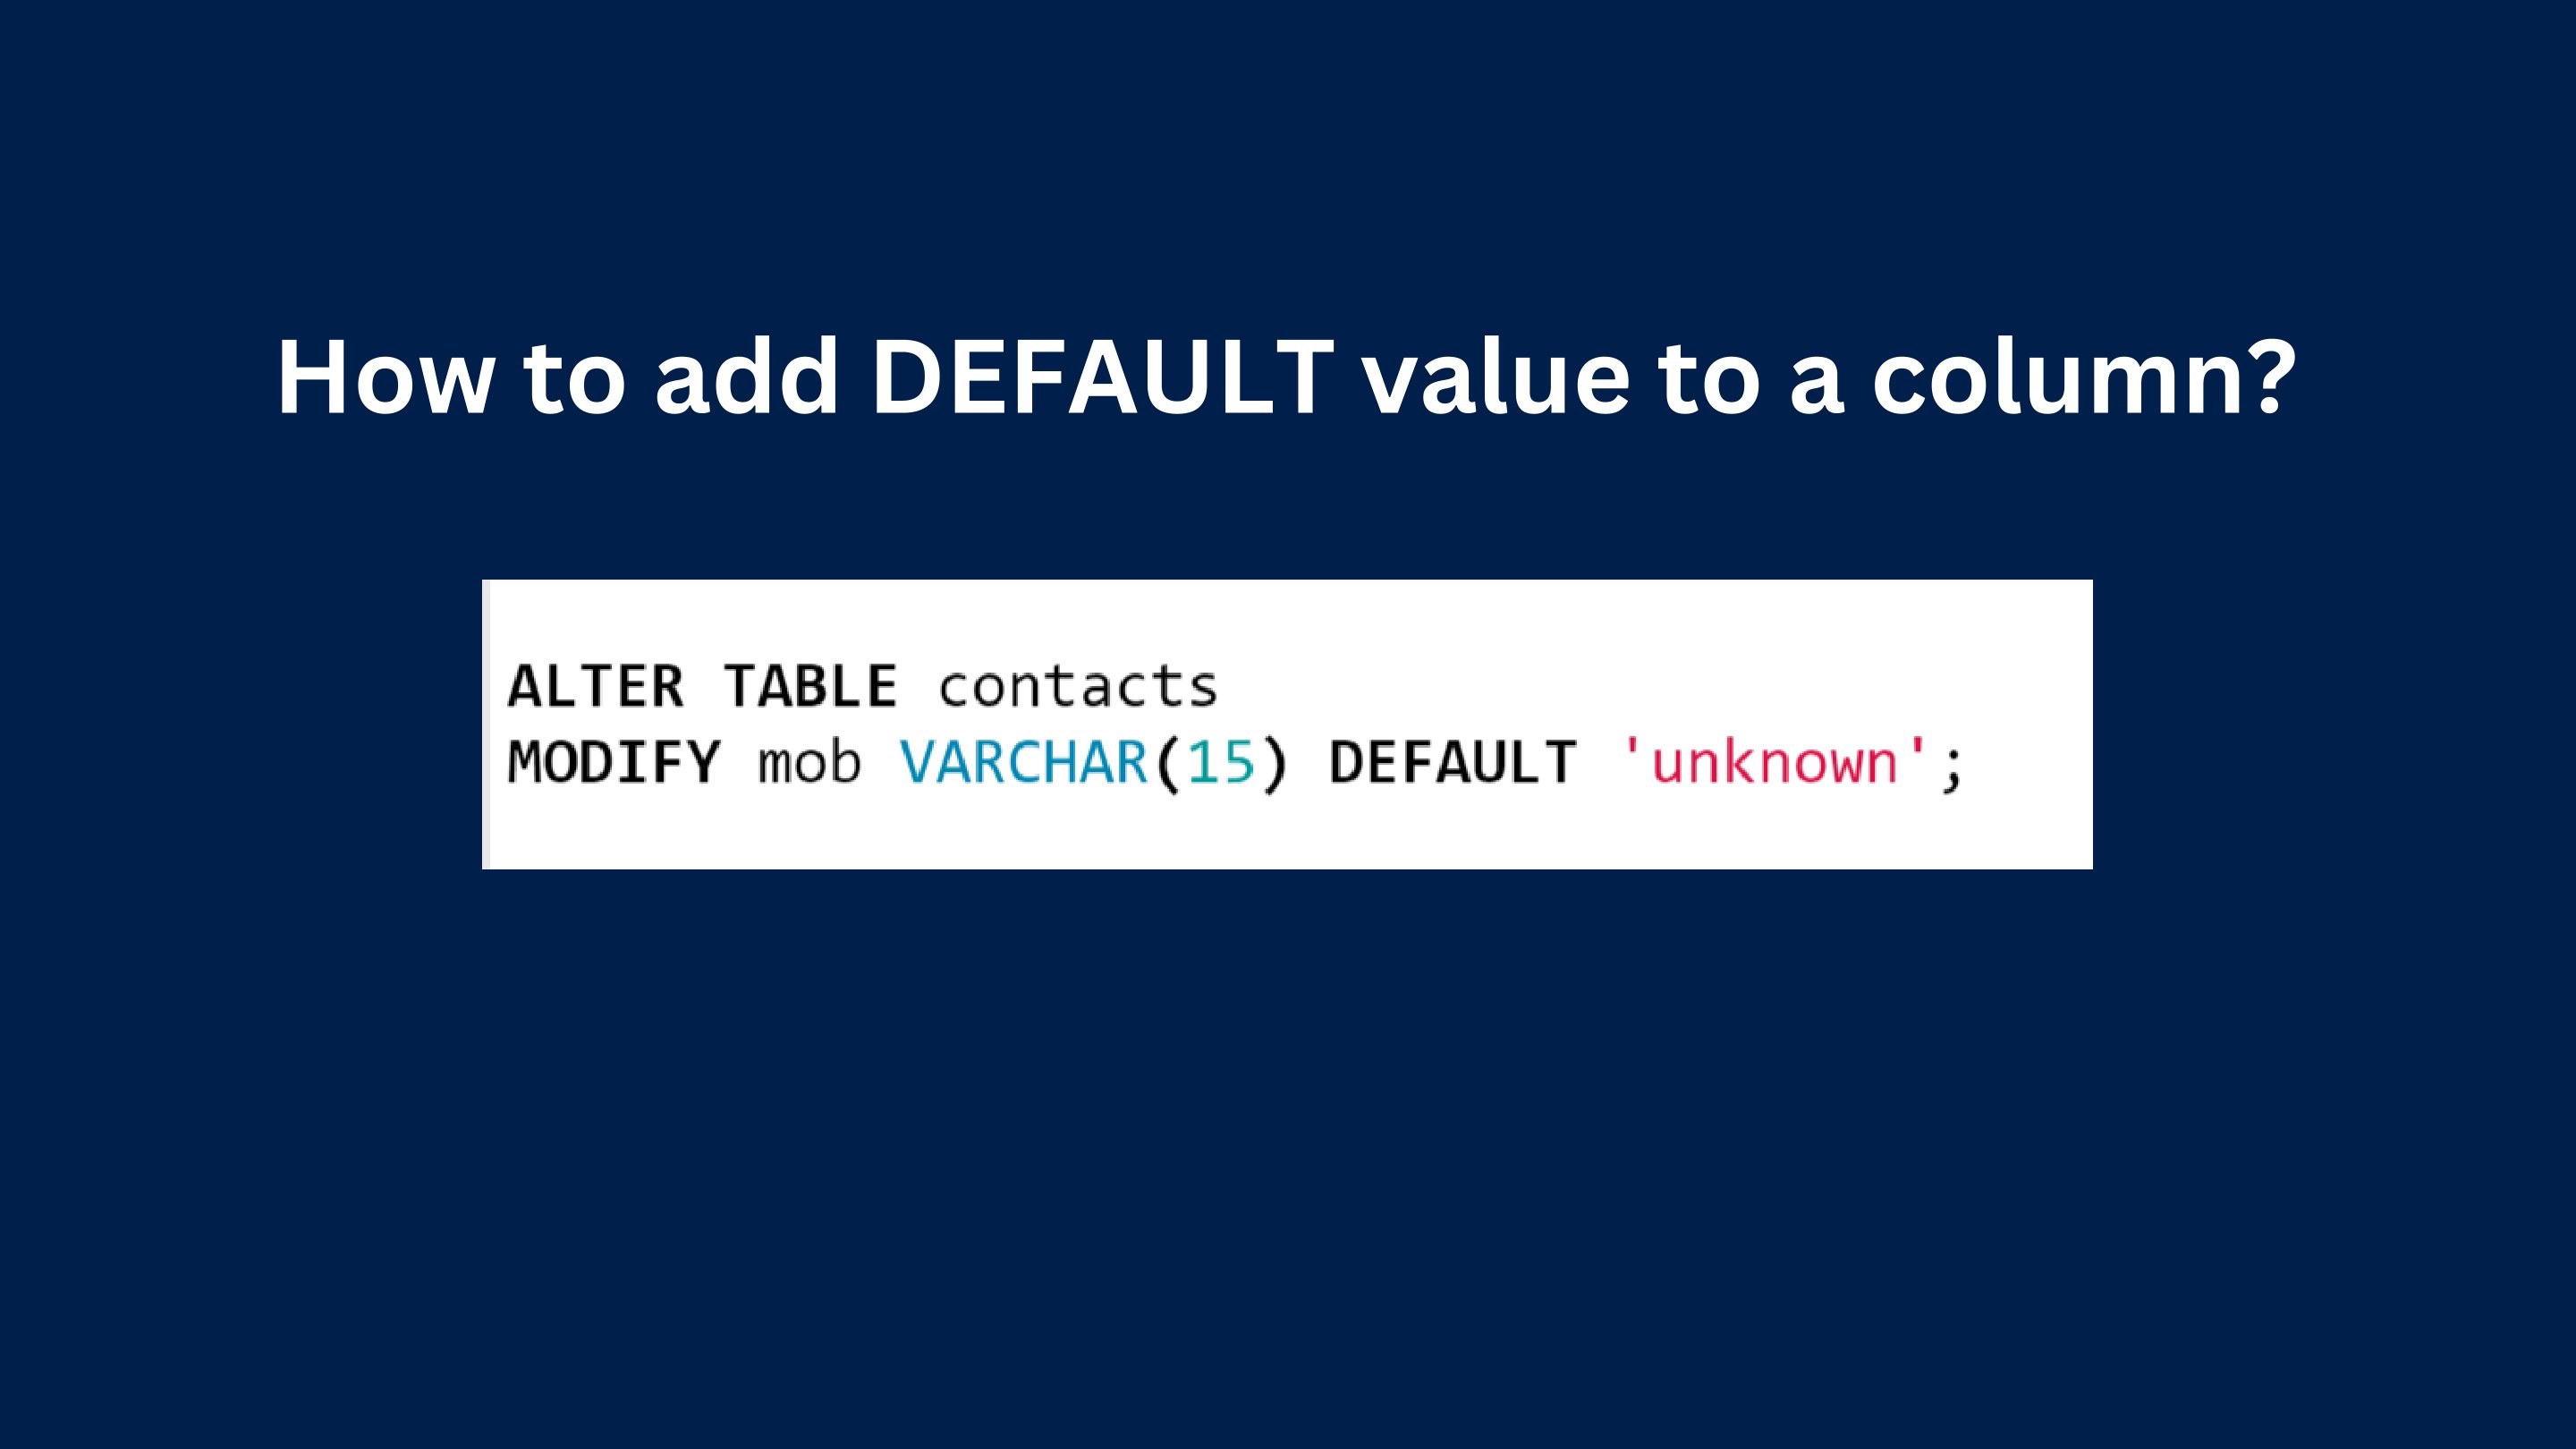 How to add DEFAULT value to a column?
ALTER TABLE contacts
MODIFY mob VARCHAR(15) DEFAULT 'unknown';